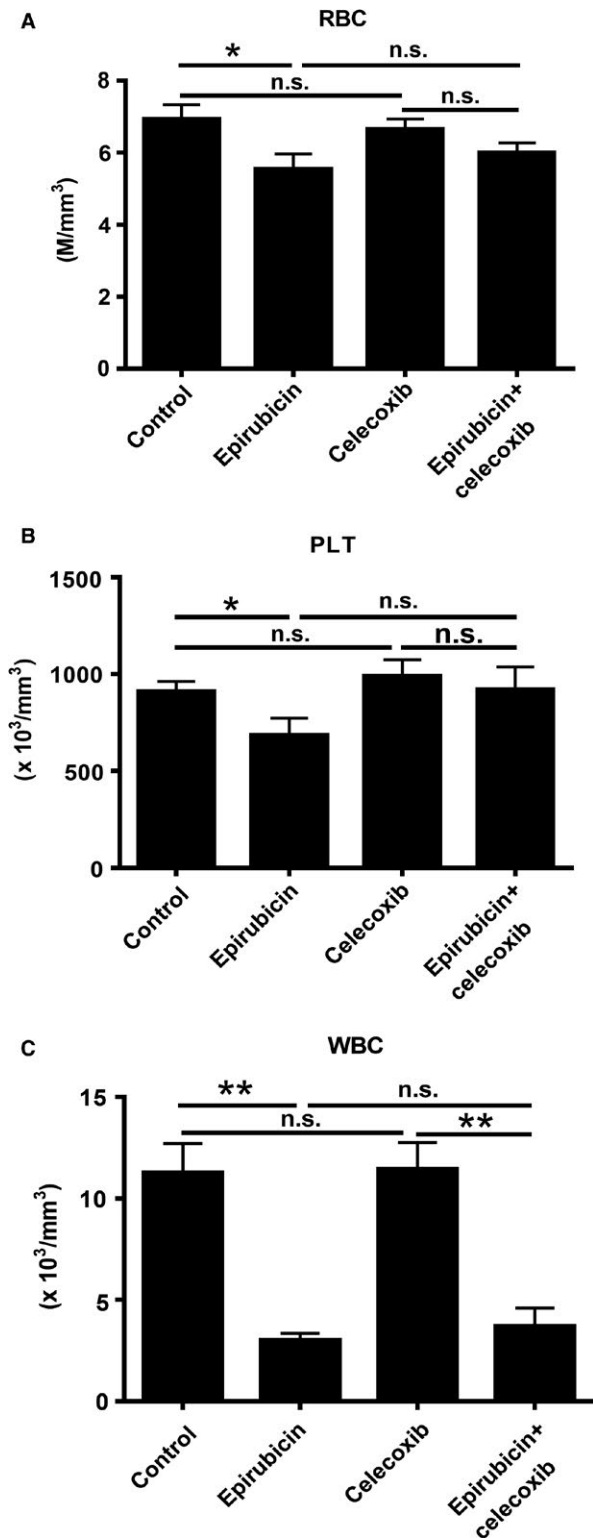 A
RBC
*
n.s.
n.s.
n.s.
8
6
4
2
0
(M/mm³)
Control
Epirubicin
Celecoxib
Epirubicin+
celecoxib
B
PLT
*
n.s.
n.s.
n.s.
1500
1000
500
0
(x 10³/mm³)
Control
Epirubicin
Celecoxib
Epirubicin+
celecoxib
C
WBC
**
n.s.
n.s.
**
15
10
5
0
(x 10³/mm³)
Control
Epirubicin
Celecoxib
Epirubicin+
celecoxib